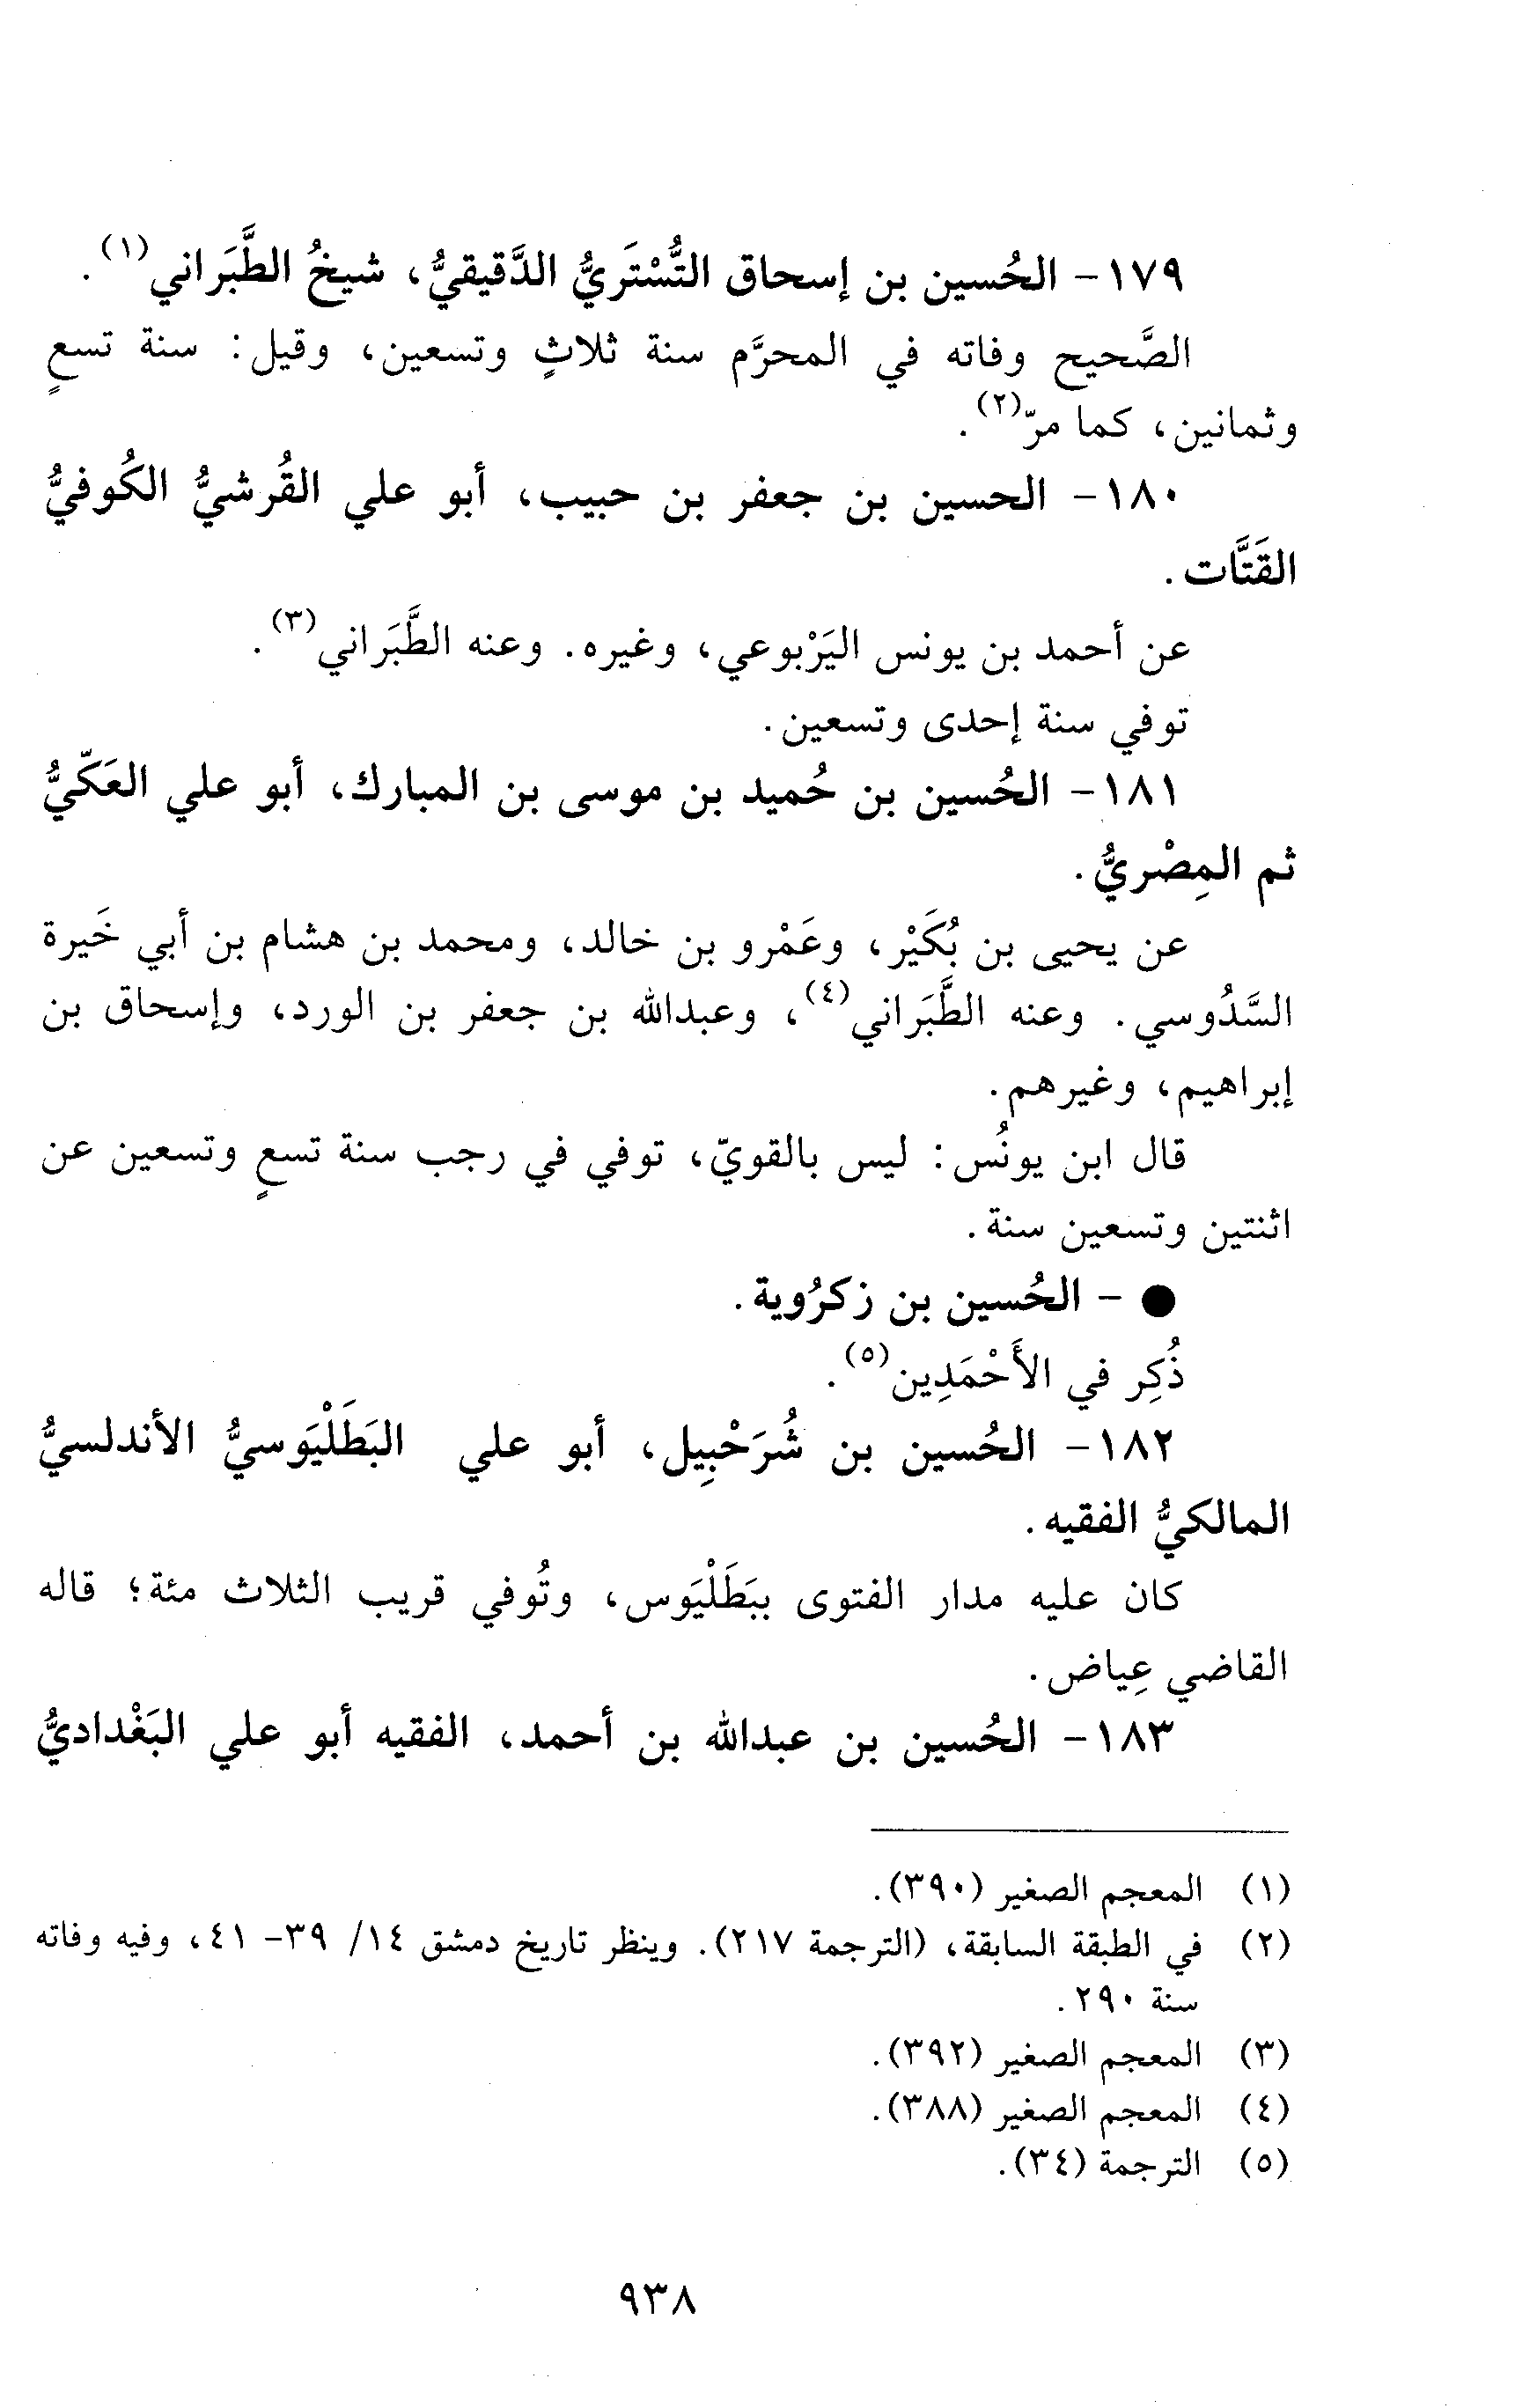 ١٧٩- الحُسين بن إسحاق التُّسْتَريُّ الدَّقيقيُّ، شيخُ الطَّبَراني(١).
الصَّحيح وفاته في المحرَّم سنة ثلاثٍ وتسعين، وقيل: سنة تسعٍ
وثمانين، كما مرّ(٢).
١٨٠- الحسين بن جعفر بن حبيب، أبو علي القُرشيُّ الكُوفيُّ
القَتَّات.
عن أحمد بن يونس اليَرْبوعي، وغيره. وعنه الطَّبَراني(٣).
توفي سنة إحدى وتسعين.
١٨١- الحُسين بن حُميد بن موسى بن المبارك، أبو علي العَكّيُّ
ثم المِصْريُّ.
عن يحيى بن بُكَيْر، وعَمْرو بن خالد، ومحمد بن هشام بن أبي خَيرة
السَّدُوسي. وعنه الطَّبَراني(٤)، وعبدالله بن جعفر بن الورد، وإسحاق بن
إبراهيم، وغيرهم.
قال ابن يونُس: ليس بالقويّ، توفي في رجب سنة تسعٍ وتسعين عن
اثنتين وتسعين سنة.
● - الحُسين بن زكرُوية.
ذُكِر في الأَحْمَدِين(٥).
١٨٢- الحُسين بن شُرَحْبِيل، أبو علي البَطَلْيَوسيُّ الأندلسيُّ
المالكيُّ الفقيه.
كان عليه مدار الفتوى ببَطَلْيَوس، وتُوفي قريب الثلاث مئة؛ قاله
القاضي عِياض.
١٨٣- الحُسين بن عبدالله بن أحمد، الفقيه أبو علي البَغْداديُّ
(١) المعجم الصغير (٣٩٠).
(٢) في الطبقة السابقة، (الترجمة ٢١٧). وينظر تاريخ دمشق ١٤/ ٣٩- ٤١، وفيه وفاته
سنة ٢٩٠.
(٣) المعجم الصغير (٣٩٢).
(٤) المعجم الصغير (٣٨٨).
(٥) الترجمة (٣٤).
٩٣٨